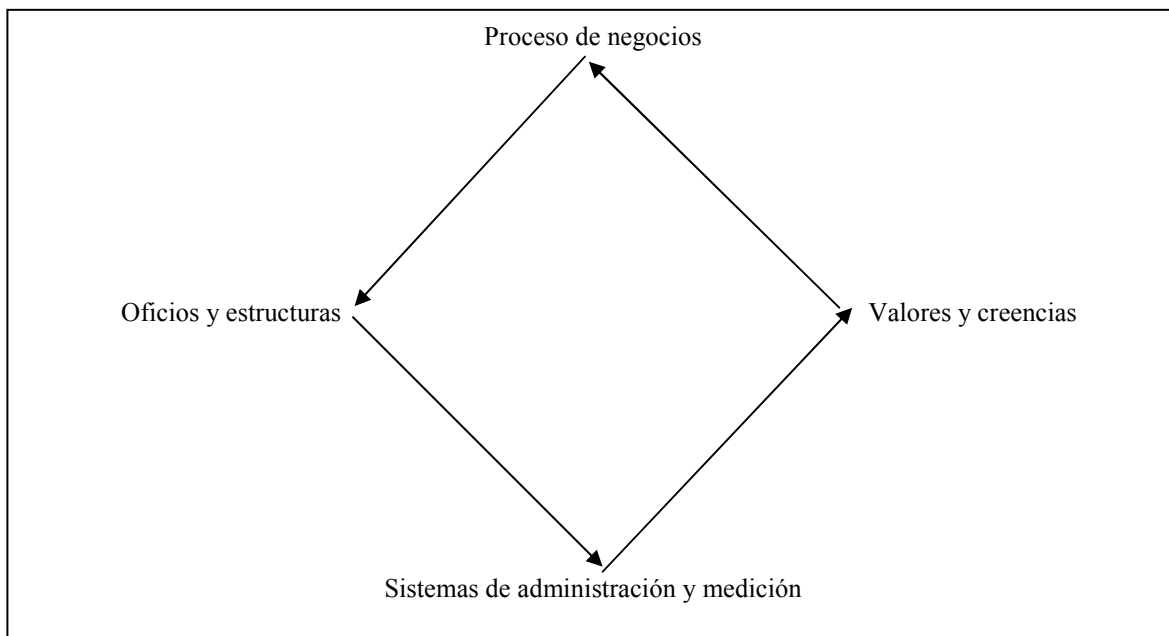 Proceso de negocios
Oficios y estructuras
Valores y creencias
Sistemas de administración y medición